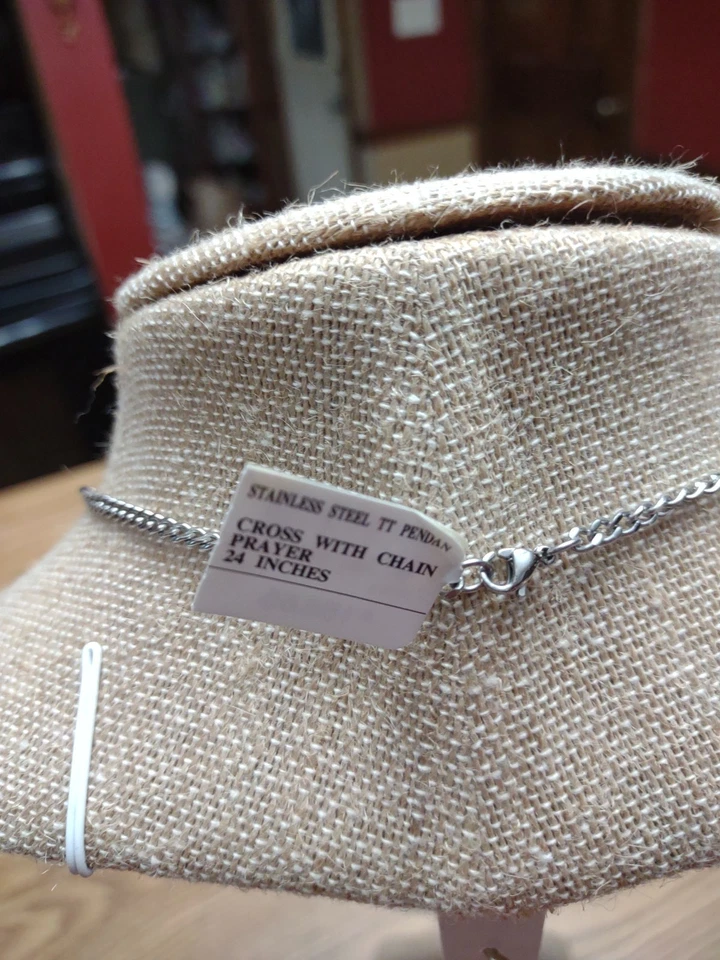 STAINLESS STEEL TT PENDAN
CROSS WITH CHAIN
PRAYER
24 INCHES